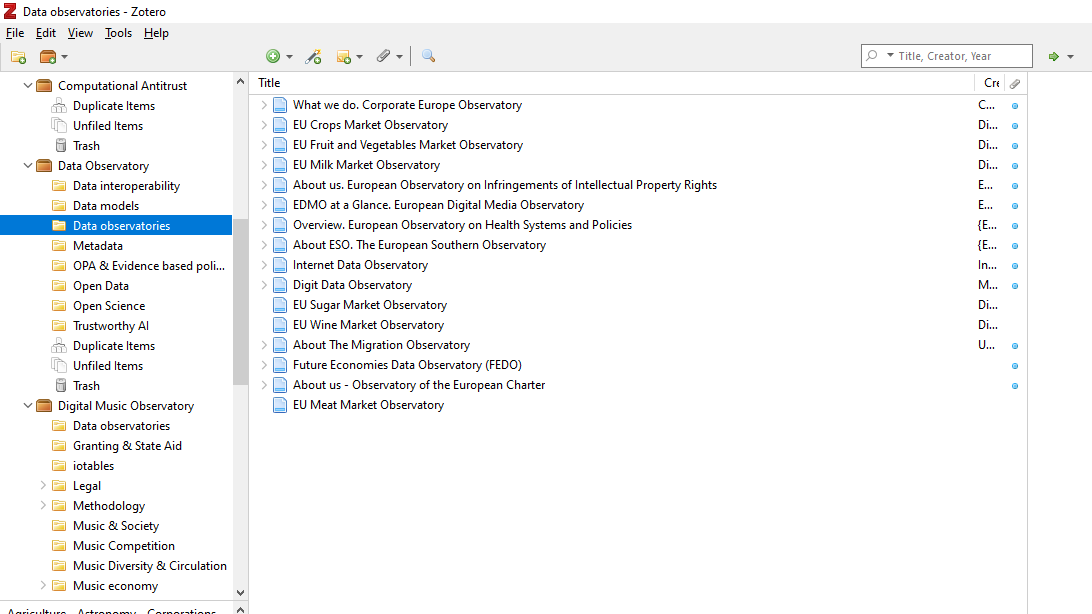 Data observatories - Zotero
File Edit View Tools Help
Title, Creator, Year
Computational Antitrust
Duplicate Items
Unfiled Items
Trash
Data Observatory
Data interoperability
Data models
Data observatories
Metadata
OPA & Evidence based poli...
Open Data
Open Science
Trustworthy AI
Duplicate Items
Unfiled Items
Trash
Digital Music Observatory
Data observatories
Granting & State Aid
iotables
Legal
Methodology
Music & Society
Music Competition
Music Diversity & Circulation
Music economy
Agriculture Astronomy Corporations
Title Cre
What we do. Corporate Europe Observatory C...
EU Crops Market Observatory Di...
EU Fruit and Vegetables Market Observatory Di...
EU Milk Market Observatory Di...
About us. European Observatory on Infringements of Intellectual Property Rights E...
EDMO at a Glance. European Digital Media Observatory E...
Overview. European Observatory on Health Systems and Policies {E...
About ESO. The European Southern Observatory {E...
Internet Data Observatory In...
Digit Data Observatory M...
EU Sugar Market Observatory Di...
EU Wine Market Observatory Di...
About The Migration Observatory U...
Future Economies Data Observatory (FEDO)
About us - Observatory of the European Charter
EU Meat Market Observatory